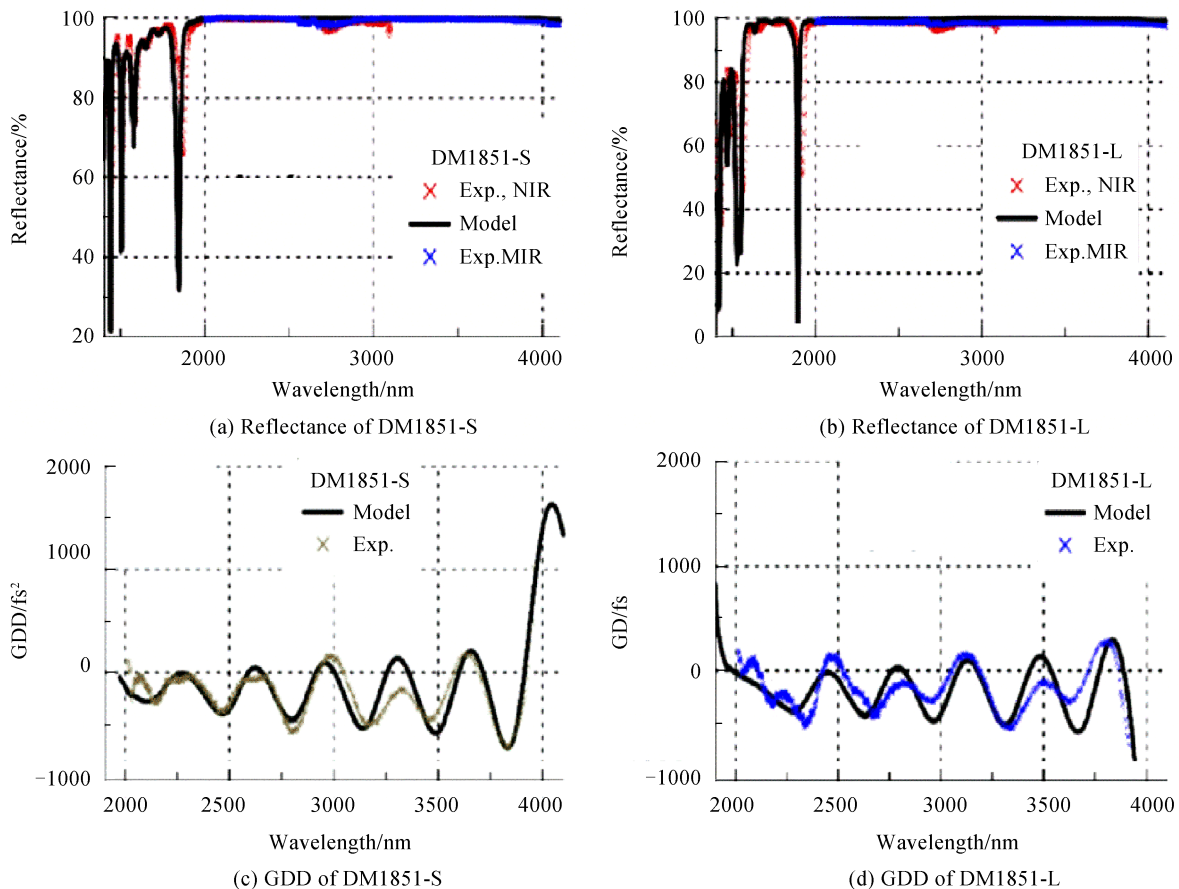 100
80
60
40
20
2000
3000
4000
Reflectance/%
DM1851-S
Exp., NIR
Model
Exp.MIR
Wavelength/nm
(a) Reflectance of DM1851-S
100
80
60
40
20
0
2000
3000
4000
Reflectance/%
DM1851-L
Exp., NIR
Model
Exp.MIR
Wavelength/nm
(b) Reflectance of DM1851-L
2000
1000
0
−1000
2000
2500
3000
3500
4000
GDD/fs²
DM1851-S
Model
Exp.
Wavelength/nm
(c) GDD of DM1851-S
2000
1000
0
−1000
2000
2500
3000
3500
4000
GD/fs
DM1851-L
Model
Exp.
Wavelength/nm
(d) GDD of DM1851-L